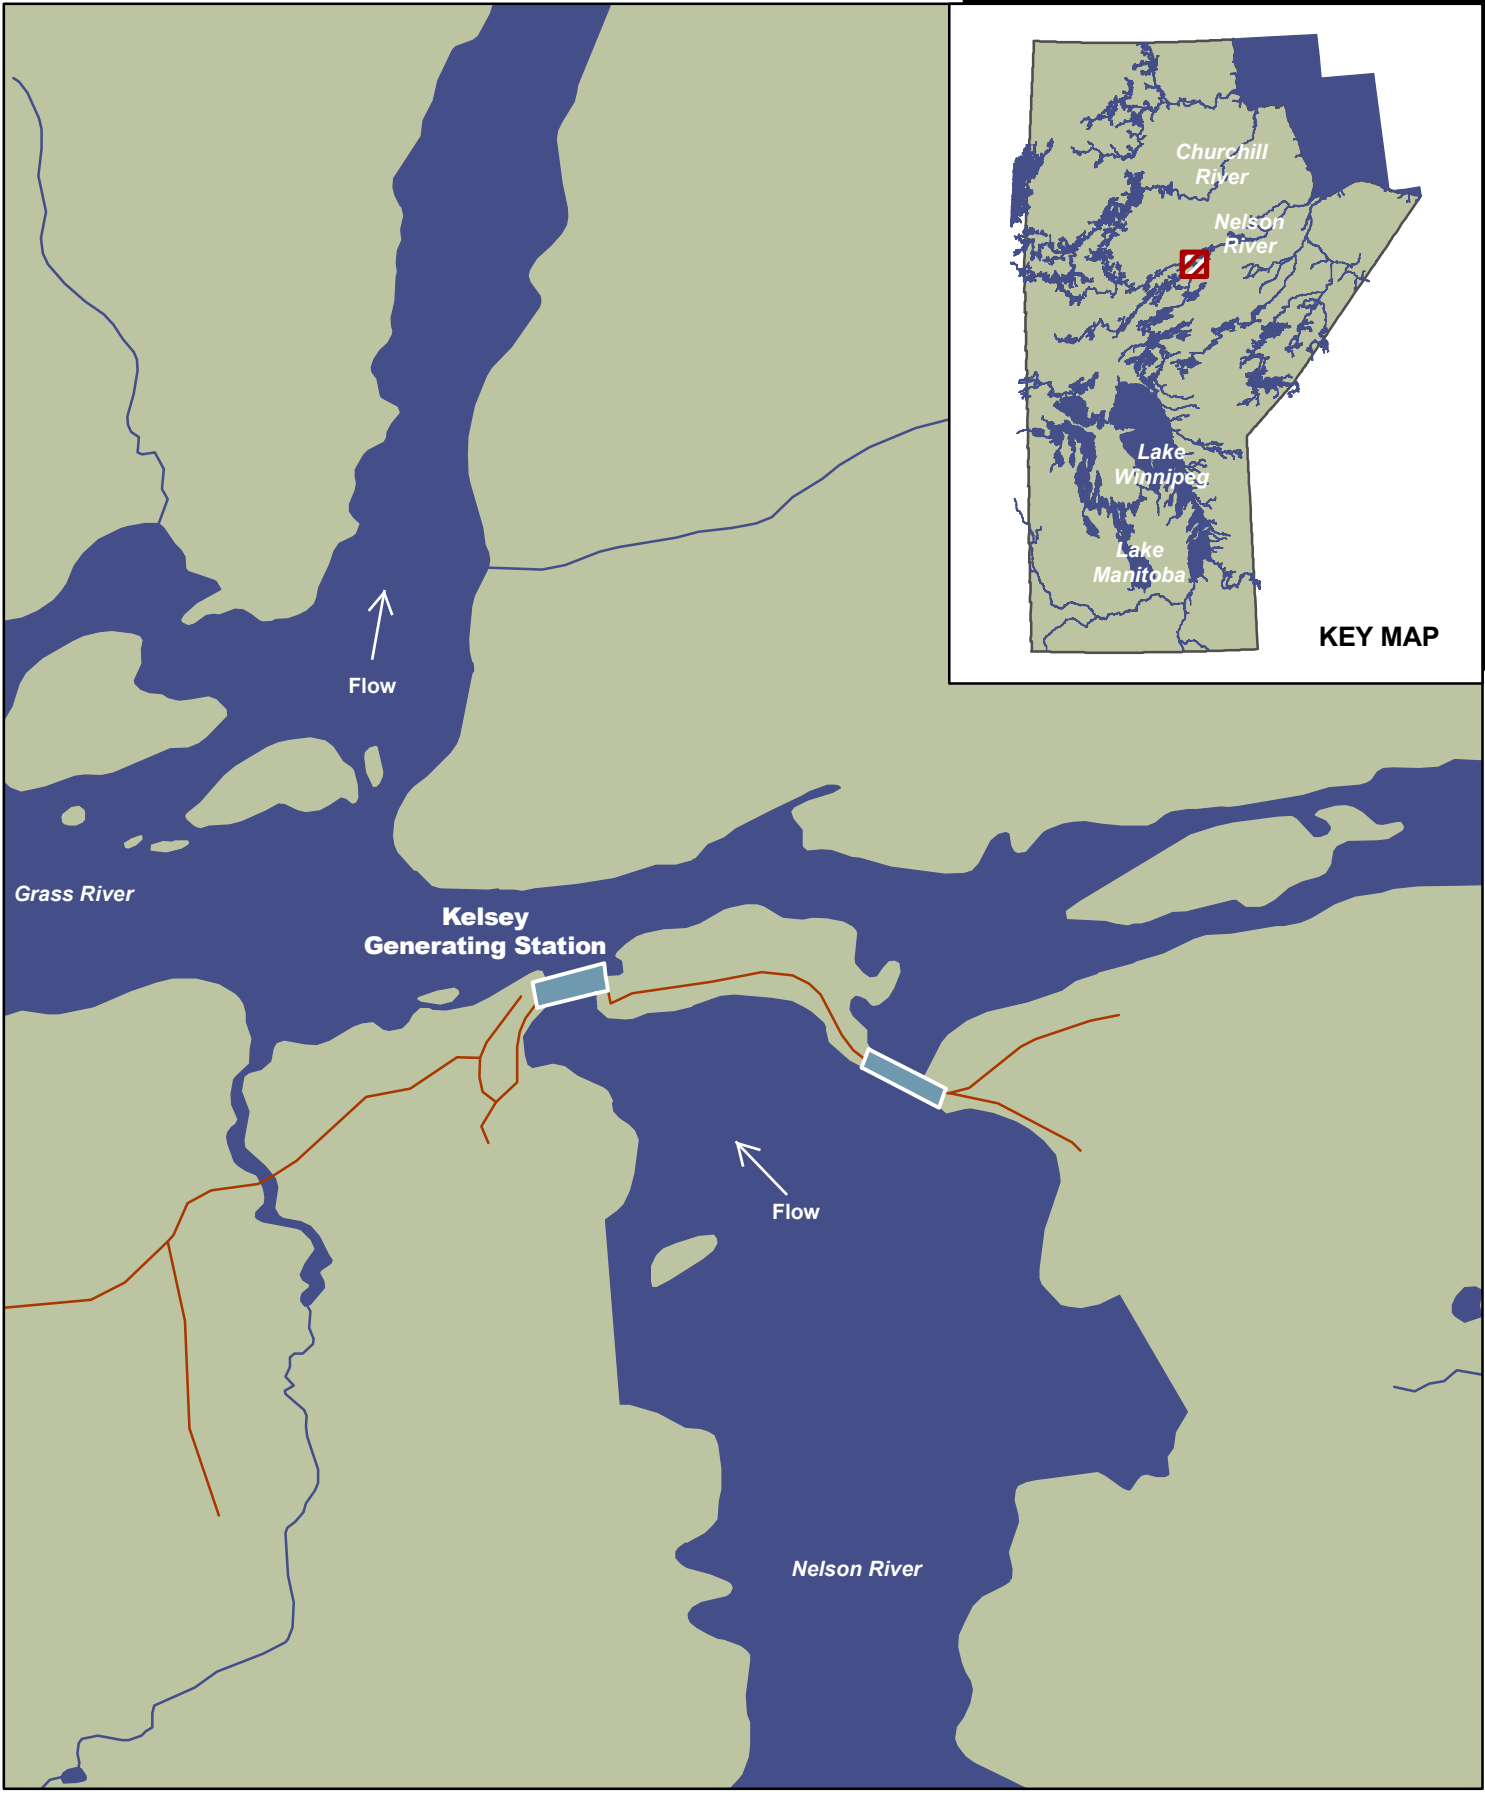 Churchill
River
Nelson
River
Lake
Winnipeg
Lake
Manitoba
KEY MAP
Flow
Grass River
Kelsey
Generating Station
Flow
Nelson River